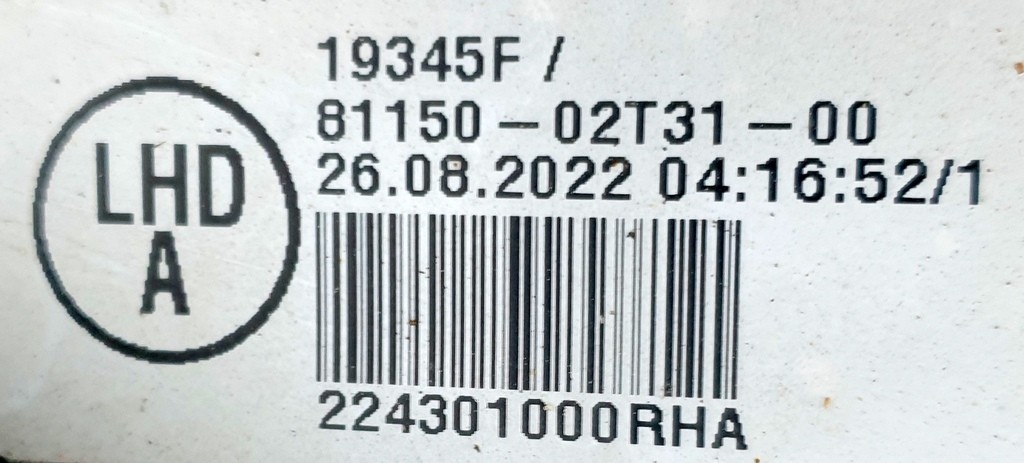 LHD
A
19345F /
81150-02T31-00
26.08.2022 04:16:52/1
224301000RHA